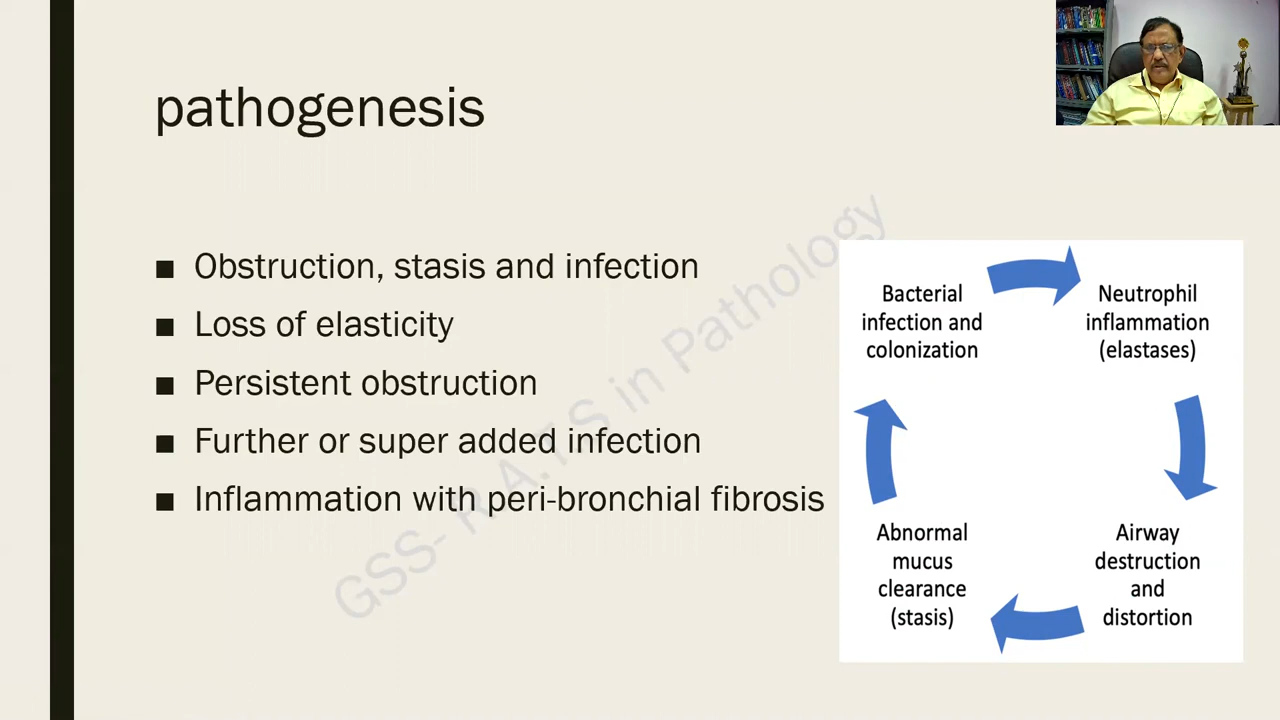 pathogenesis
■ Obstruction, stasis and infection
■ Loss of elasticity
■ Persistent obstruction
■ Further or super added infection
■ Inflammation with peri-bronchial fibrosis
GSS- R.A.T.S in Pathology
Bacterial
infection and
colonization
Neutrophil
inflammation
(elastases)
Abnormal
mucus
clearance
(stasis)
Airway
destruction
and
distortion